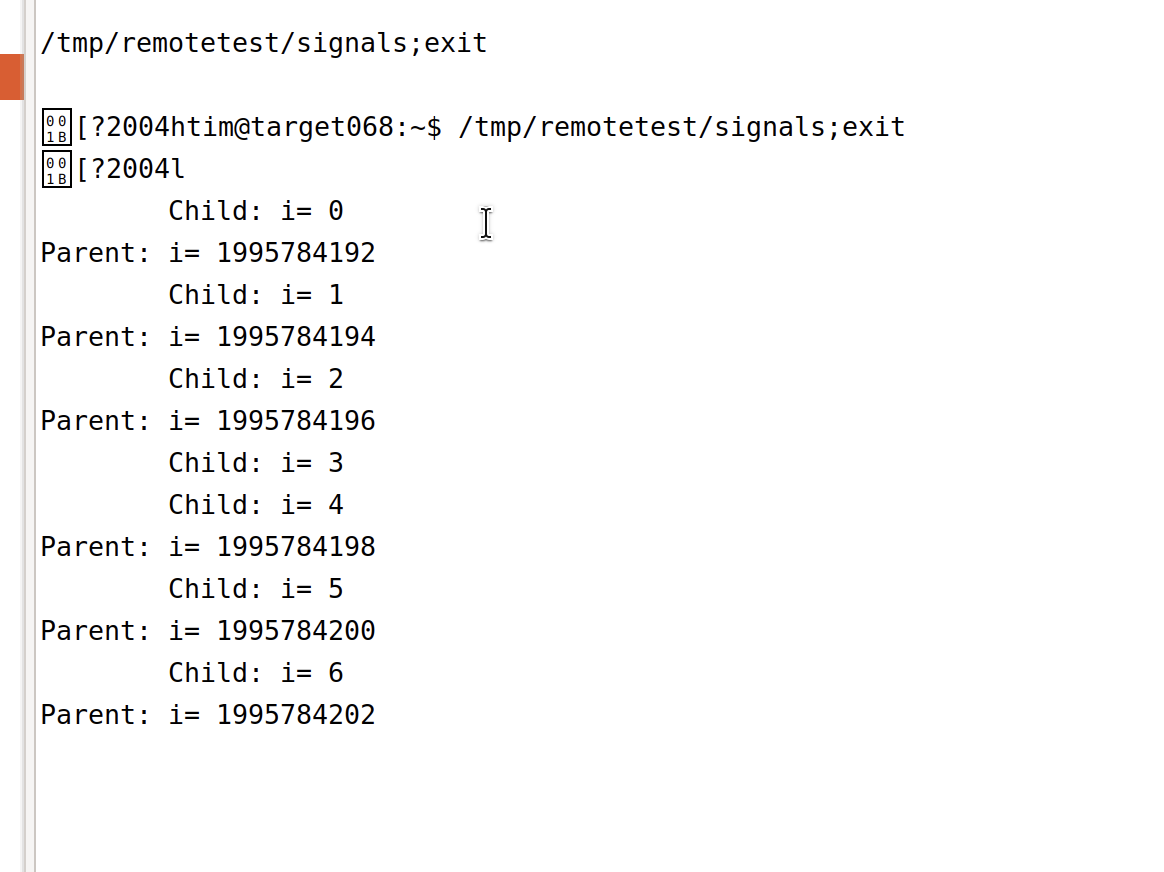 /tmp/remotetest/signals;exit
001B[?2004htim@target068:~$ /tmp/remotetest/signals;exit
001B[?2004l
Child: i= 0
Parent: i= 1995784192
Child: i= 1
Parent: i= 1995784194
Child: i= 2
Parent: i= 1995784196
Child: i= 3
Child: i= 4
Parent: i= 1995784198
Child: i= 5
Parent: i= 1995784200
Child: i= 6
Parent: i= 1995784202